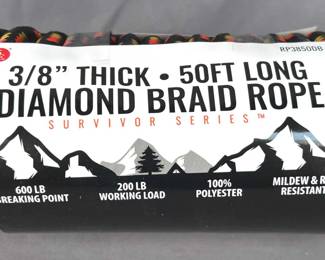 RP3850DB
3/8" THICK • 50FT LONG
DIAMOND BRAID ROPE
SURVIVOR SERIES™
600 LB
BREAKING POINT
200 LB
WORKING LOAD
100%
POLYESTER
MILDEW & R
RESISTANT